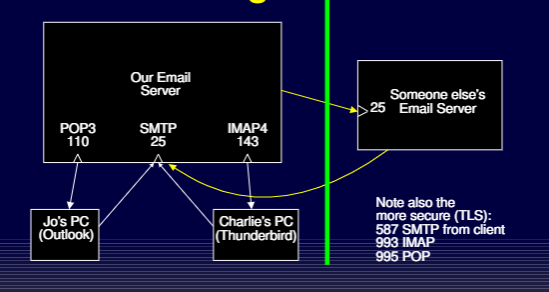 Our Email
Server
POP3
110
SMTP
25
IMAP4
143
25
Someone else's
Email Server
Jo's PC
(Outlook)
Charlie's PC
(Thunderbird)
Note also the
more secure (TLS):
587 SMTP from client
993 IMAP
995 POP